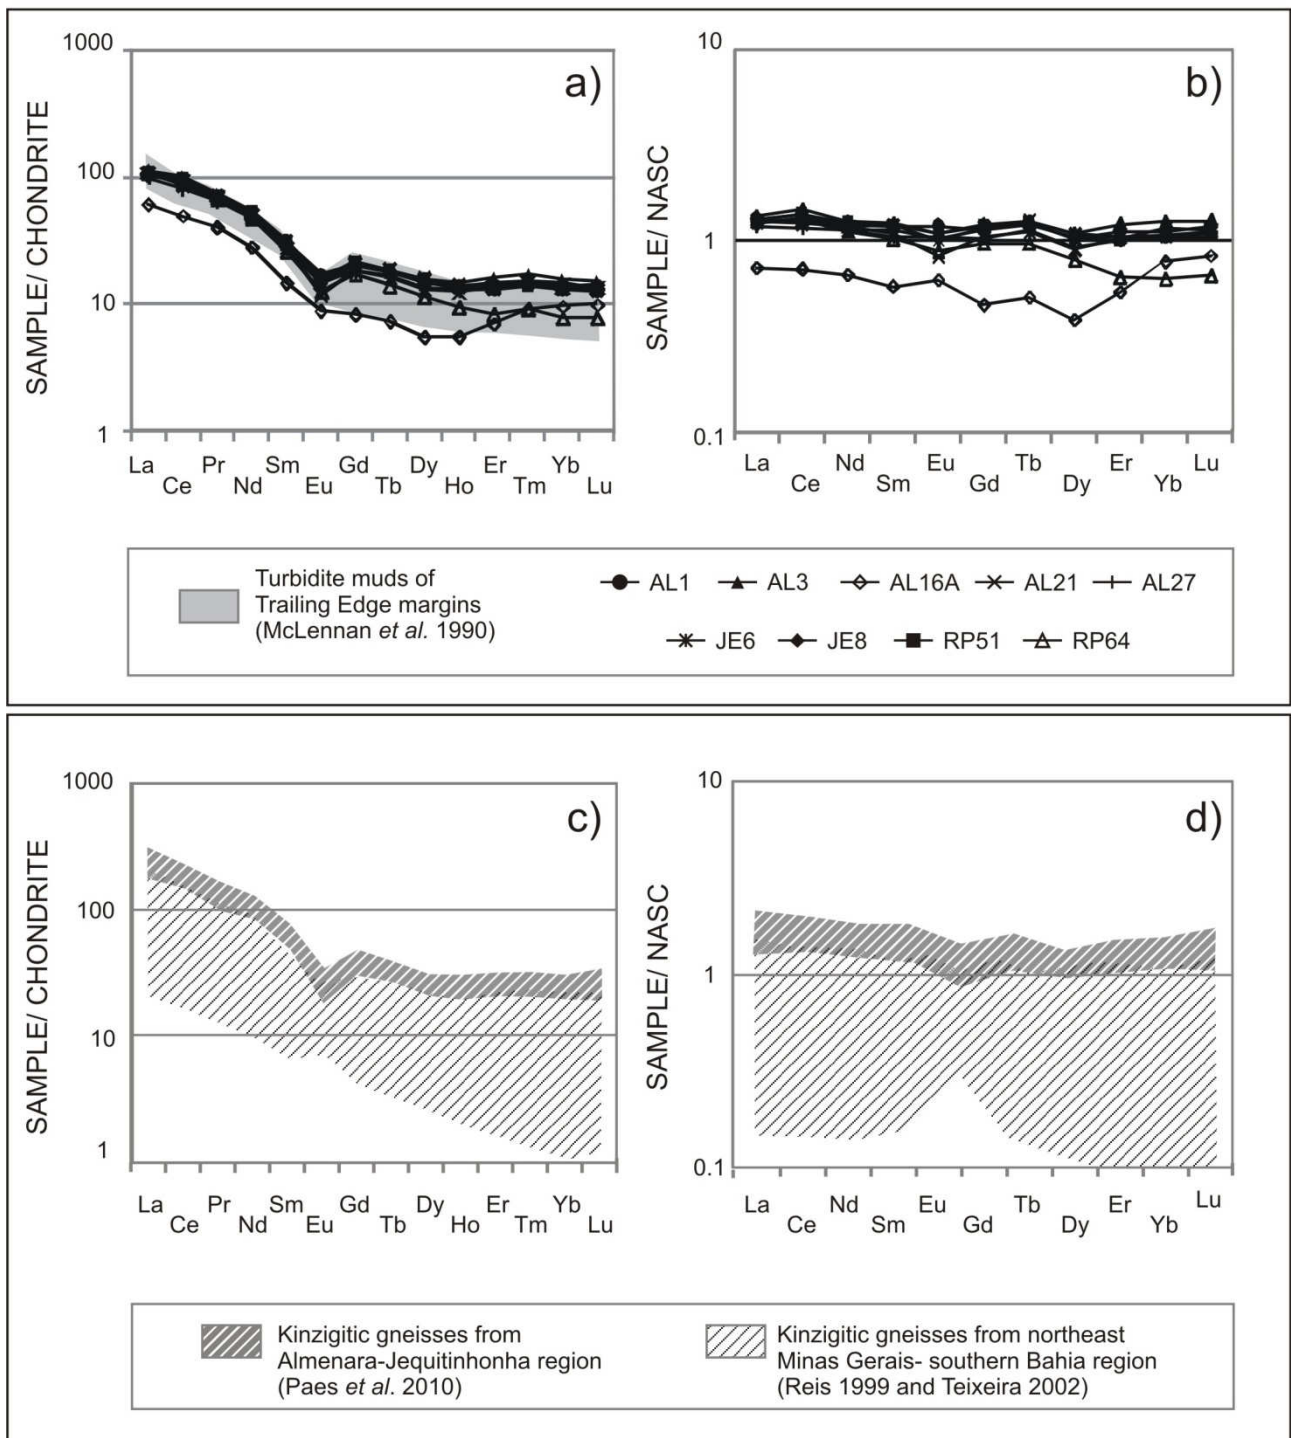 a)
SAMPLE/ CHONDRITE
1000
100
10
1
La Ce Pr Nd Sm Eu Gd Tb Dy Ho Er Tm Yb Lu
b)
SAMPLE/ NASC
10
1
0.1
La Ce Nd Sm Eu Gd Tb Dy Er Yb Lu
Turbidite muds of
Trailing Edge margins
(McLennan et al. 1990)
AL1 AL3 AL16A AL21 AL27
JE6 JE8 RP51 RP64
c)
SAMPLE/ CHONDRITE
1000
100
10
1
La Ce Pr Nd Sm Eu Gd Tb Dy Ho Er Tm Yb Lu
d)
SAMPLE/ NASC
10
1
0.1
La Ce Nd Sm Eu Gd Tb Dy Er Yb Lu
Kinzigitic gneisses from
Almenara-Jequitinhonha region
(Paes et al. 2010)
Kinzigitic gneisses from northeast
Minas Gerais- southern Bahia region
(Reis 1999 and Teixeira 2002)